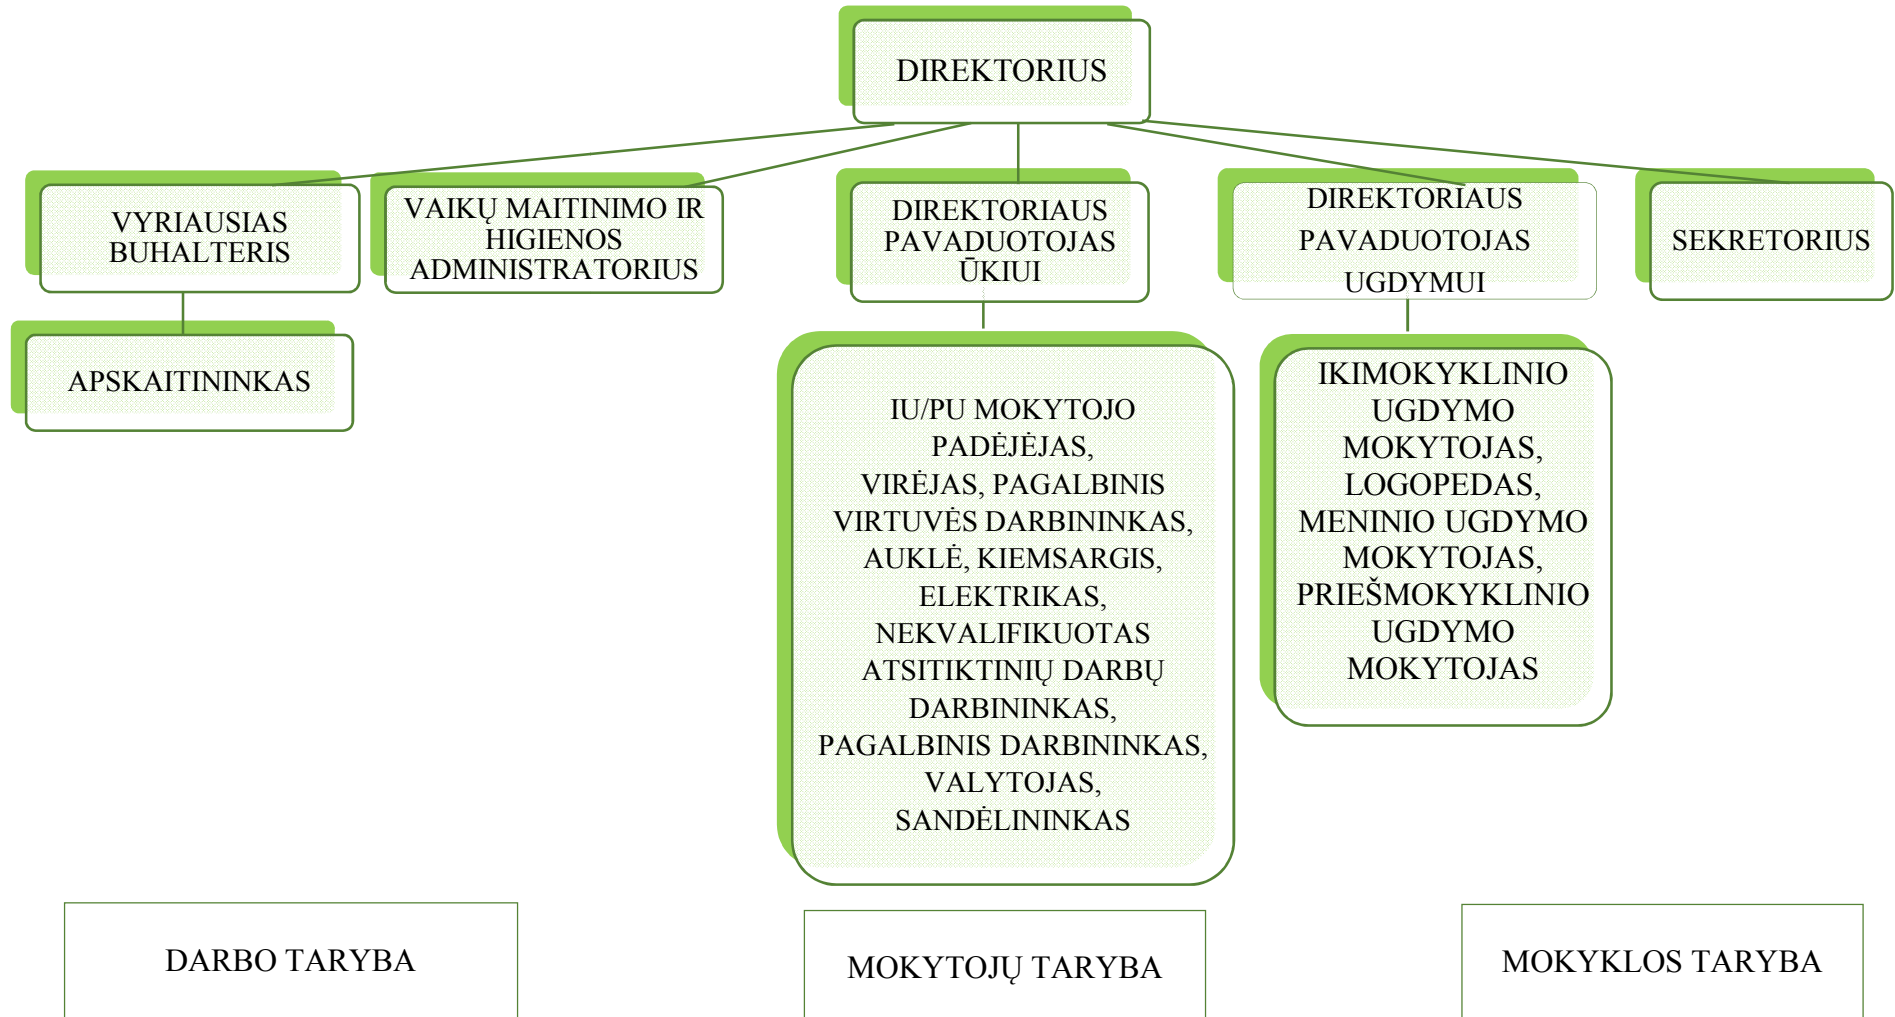 DIREKTORIUS
VYRIAUSIAS
BUHALTERIS
VAIKŲ MAITINIMO IR
HIGIENOS
ADMINISTRATORIUS
DIREKTORIAUS
PAVADUOTOJAS
ŪKIUI
DIREKTORIAUS
PAVADUOTOJAS
UGDYMUI
SEKRETORIUS
APSKAITININKAS
IU/PU MOKYTOJO
PADĖJĖJAS,
VIRĖJAS, PAGALBINIS
VIRTUVĖS DARBININKAS,
AUKLĖ, KIEMSARGIS,
ELEKTRIKAS,
NEKVALIFIKUOTAS
ATSITIKTINIŲ DARBŲ
DARBININKAS,
PAGALBINIS DARBININKAS,
VALYTOJAS,
SANDĖLININKAS
IKIMOKYKLINIO
UGDYMO
MOKYTOJAS,
LOGOPEDAS,
MENINIO UGDYMO
MOKYTOJAS,
PRIEŠMOKYKLINIO
UGDYMO
MOKYTOJAS
DARBO TARYBA
MOKYTOJŲ TARYBA
MOKYKLOS TARYBA